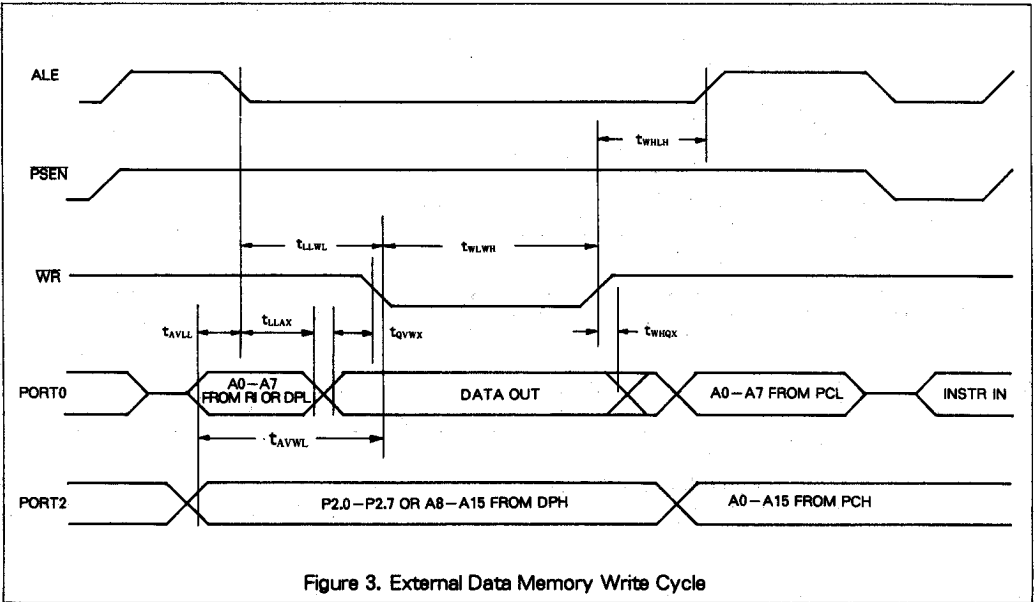 ALE
tWHLH
PSEN
tLLWL
tWLWH
WR
tAVLL
tLLAX
tQVWX
tWHQX
PORT0
A0-A7
FROM RI OR DPL
DATA OUT
A0-A7 FROM PCL
INSTR IN
tAVWL
PORT2
P2.0-P2.7 OR A8-A15 FROM DPH
A0-A15 FROM PCH
Figure 3. External Data Memory Write Cycle